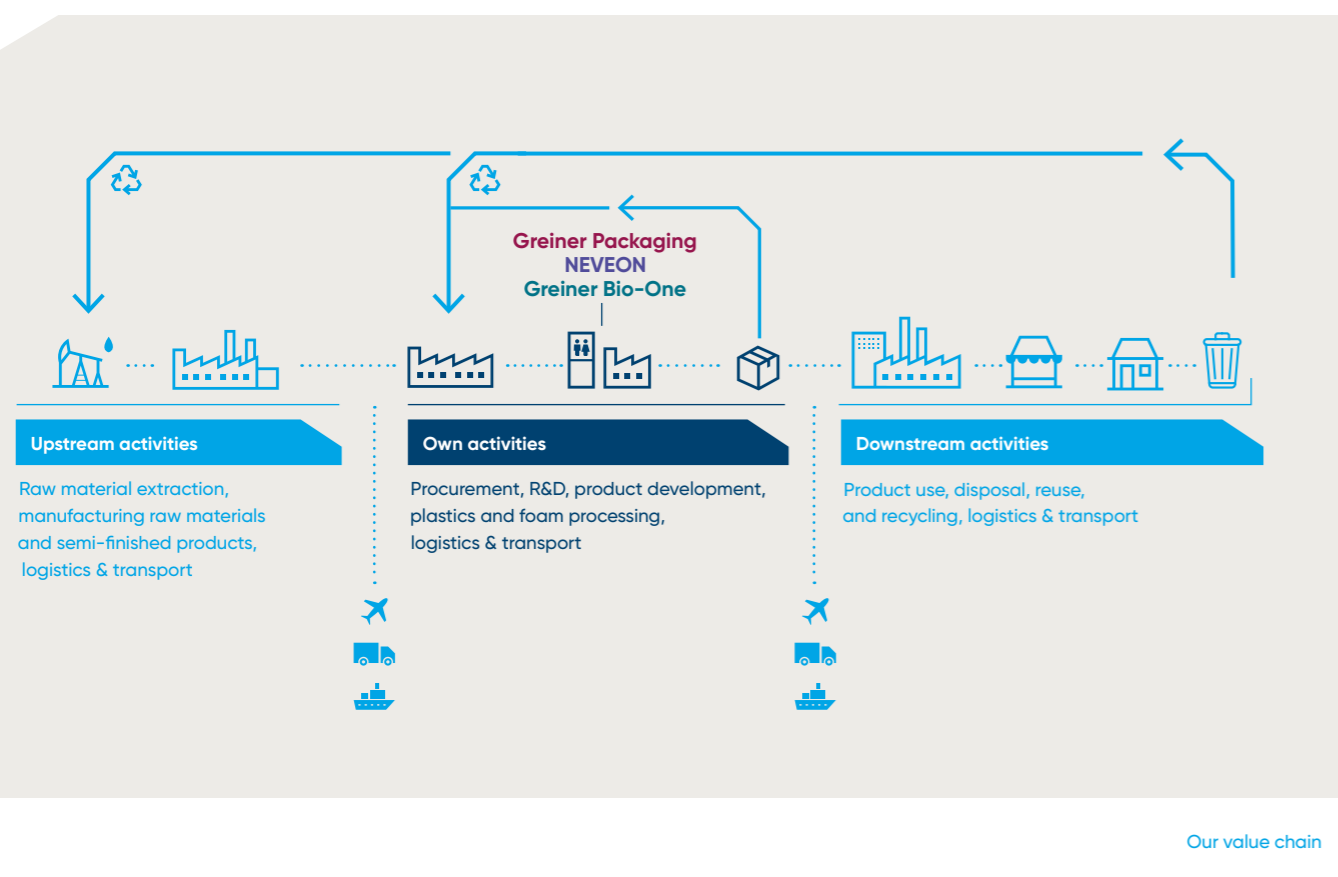 Greiner Packaging
NEVEON
Greiner Bio-One
Upstream activities
Raw material extraction,
manufacturing raw materials
and semi-finished products,
logistics & transport
Own activities
Procurement, R&D, product development,
plastics and foam processing,
logistics & transport
Downstream activities
Product use, disposal, reuse,
and recycling, logistics & transport
Our value chain